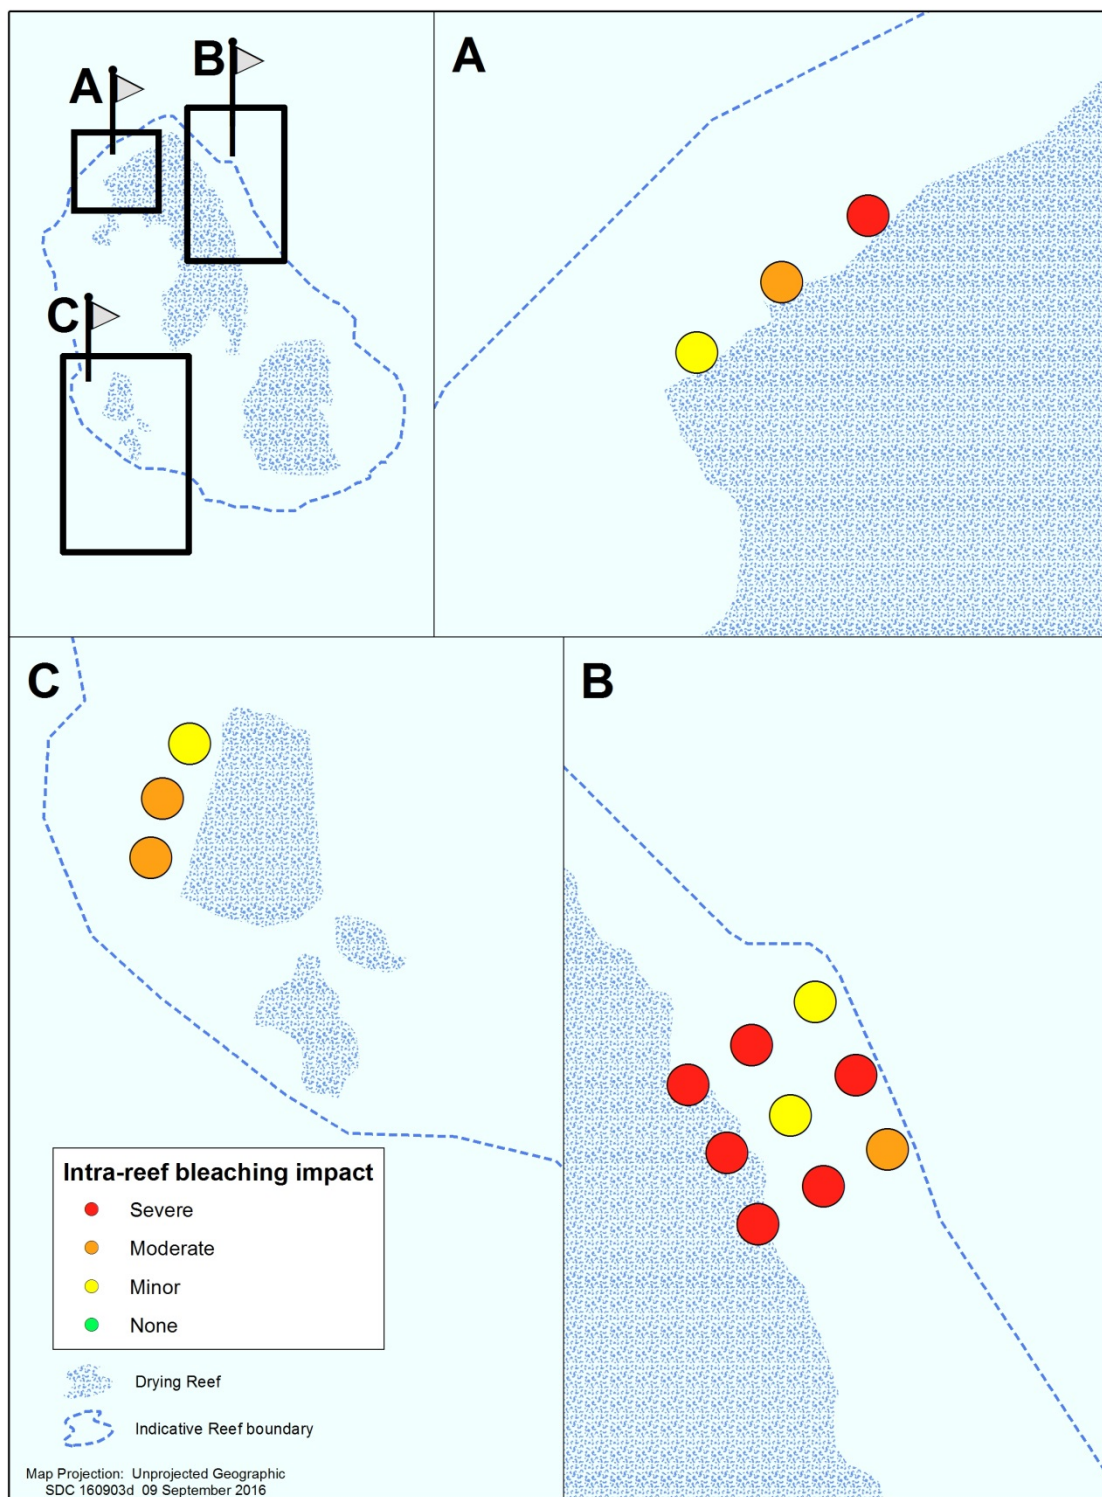 A
B
C
A
C
B
Intra-reef bleaching impact
Severe
Moderate
Minor
None
Drying Reef
Indicative Reef boundary
Map Projection: Unprojected Geographic
SDC 160903d 09 September 2016